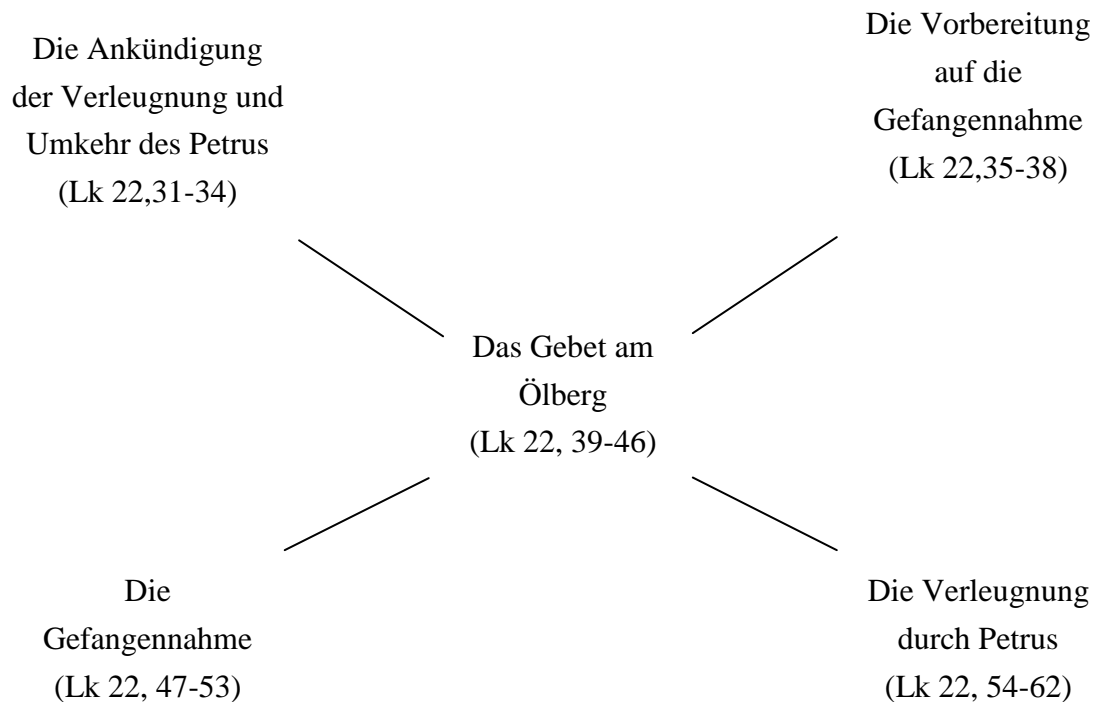 Die Ankündigung
der Verleugnung und
Umkehr des Petrus
(Lk 22,31-34)
Die Vorbereitung
auf die
Gefangennahme
(Lk 22,35-38)
Das Gebet am
Ölberg
(Lk 22, 39-46)
Die
Gefangennahme
(Lk 22, 47-53)
Die Verleugnung
durch Petrus
(Lk 22, 54-62)